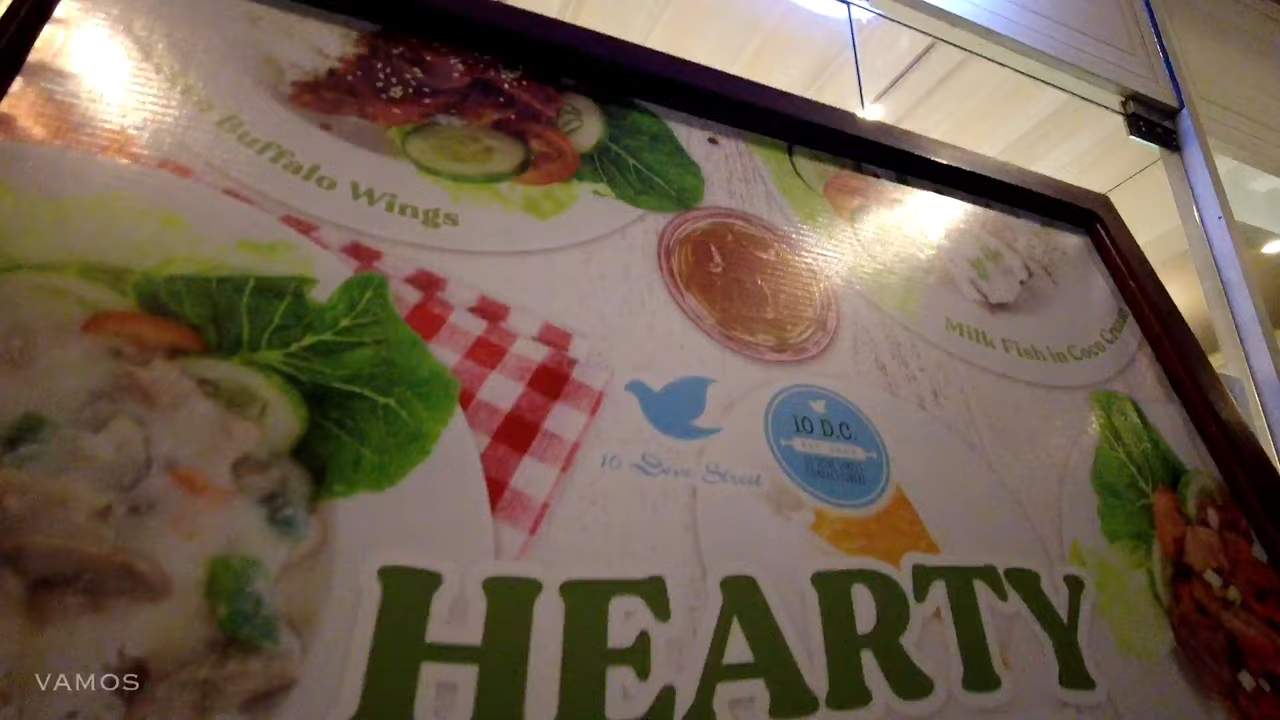 Buffalo Wings
Milk Fish in Coco Cream
10 Dove Street
10 D.C.
HEARTY
VAMOS